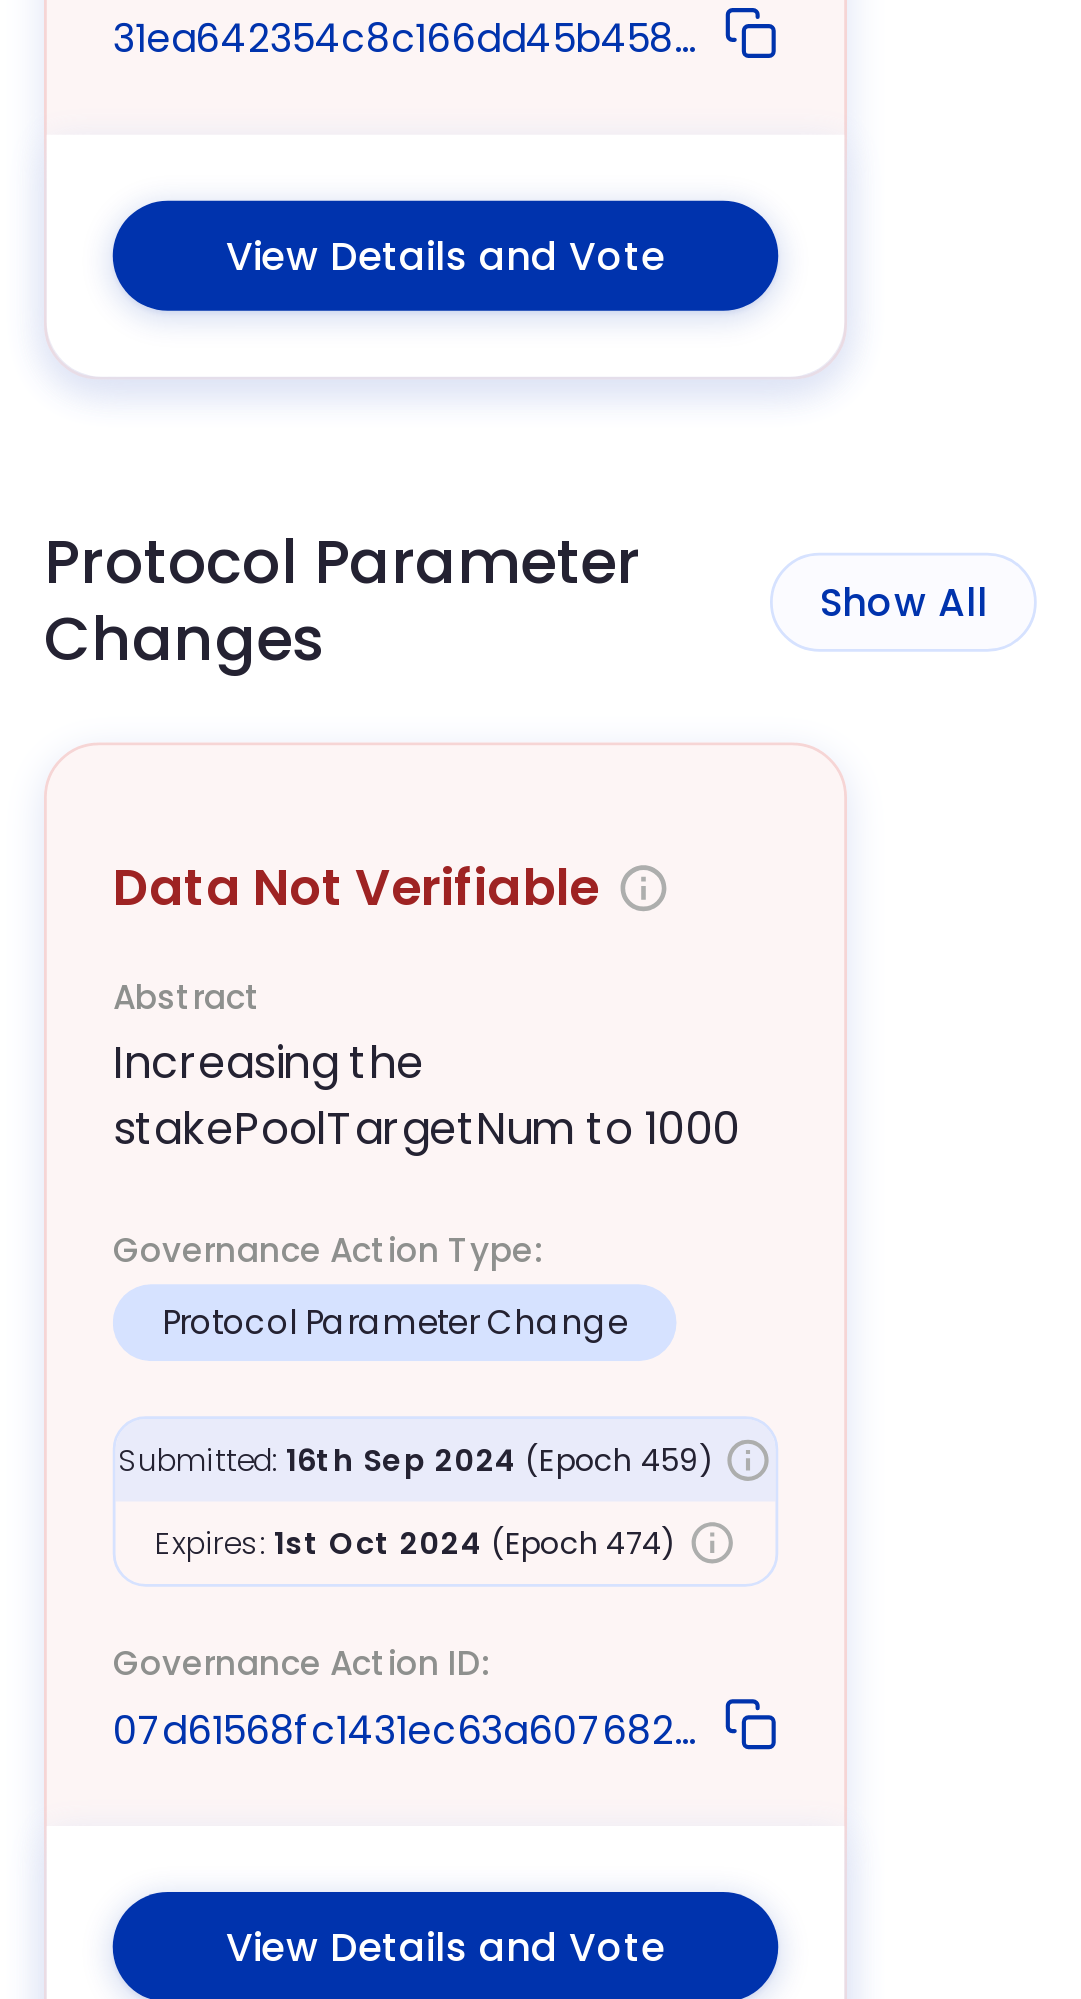 31ea642354c8c166dd45b458...
View Details and Vote
Protocol Parameter
Changes
Show All
Data Not Verifiable
Abstract
Increasing the
stakePoolTargetNum to 1000
Governance Action Type:
Protocol Parameter Change
Submitted: 16th Sep 2024 (Epoch 459)
Expires: 1st Oct 2024 (Epoch 474)
Governance Action ID:
07d61568fc1431ec63a607682...
View Details and Vote